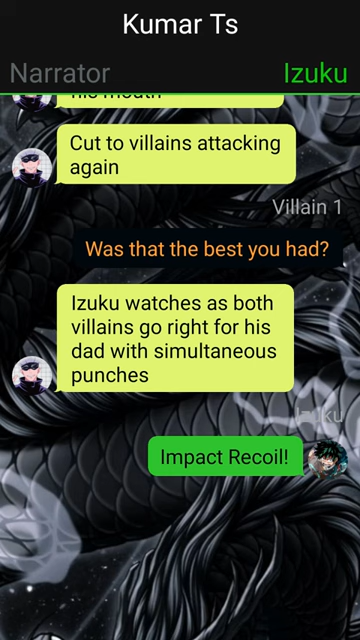 Kumar Ts
Narrator
Izuku
his mouth
Cut to villains attacking
again
Villain 1
Was that the best you had?
Izuku watches as both
villains go right for his
dad with simultaneous
punches
Izuku
Impact Recoil!